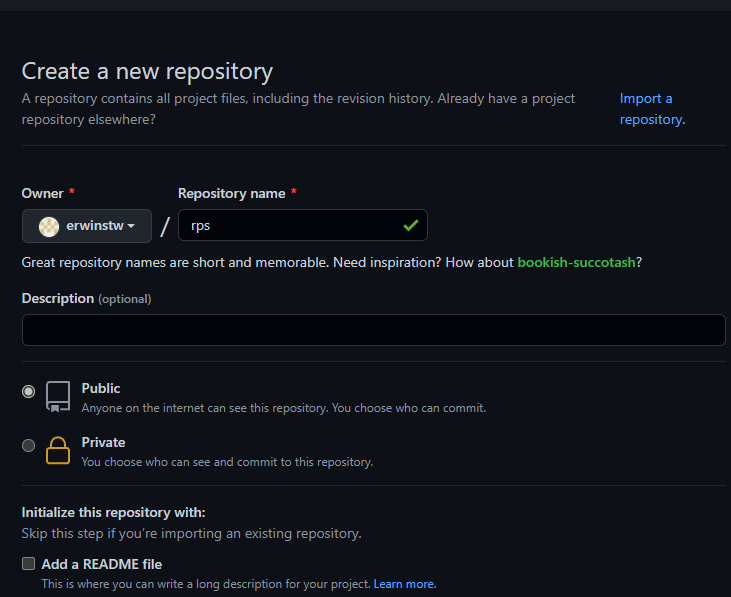 Create a new repository
A repository contains all project files, including the revision history. Already have a project
repository elsewhere?
Import a
repository.
Owner *
Repository name *
erwinstw
/
rps
Great repository names are short and memorable. Need inspiration? How about bookish-succotash?
Description (optional)
Public
Anyone on the internet can see this repository. You choose who can commit.
Private
You choose who can see and commit to this repository.
Initialize this repository with:
Skip this step if you're importing an existing repository.
Add a README file
This is where you can write a long description for your project. Learn more.